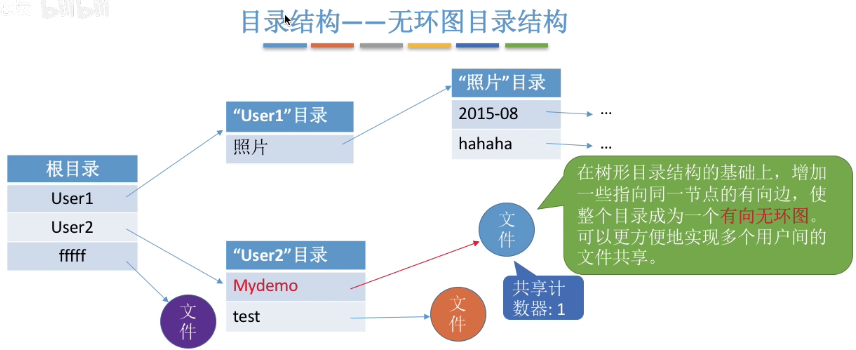 bilibili
目录结构——无环图目录结构
“照片”目录
2015-08
...
hahaha
...
“User1”目录
照片
根目录
User1
User2
fffff
在树形目录结构的基础上，增加
一些指向同一节点的有向边，使
整个目录成为一个有向无环图。
可以更方便地实现多个用户间的
文件共享。
文
件
“User2”目录
Mydemo
test
共享计
数器: 1
文
件
文
件